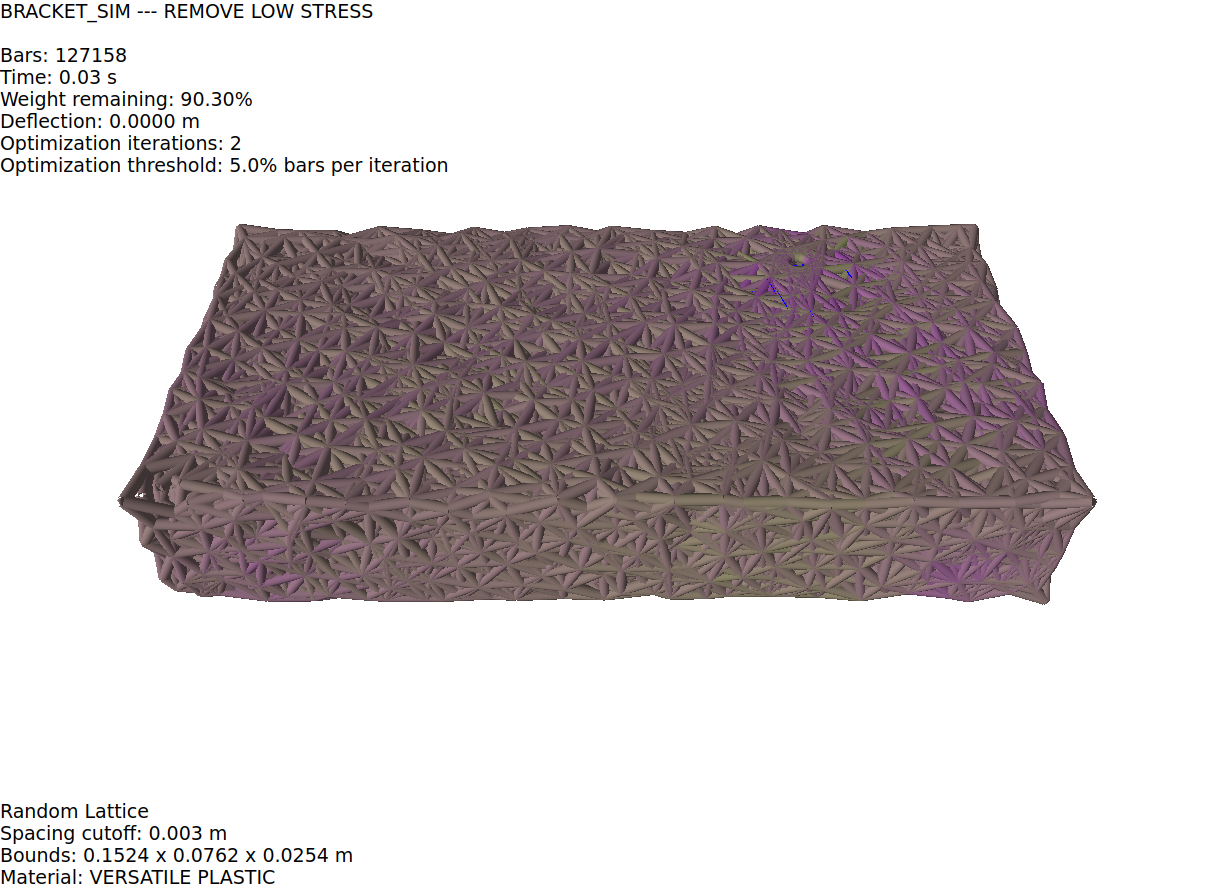 BRACKET_SIM --- REMOVE LOW STRESS
Bars: 127158
Time: 0.03 s
Weight remaining: 90.30%
Deflection: 0.0000 m
Optimization iterations: 2
Optimization threshold: 5.0% bars per iteration
Random Lattice
Spacing cutoff: 0.003 m
Bounds: 0.1524 x 0.0762 x 0.0254 m
Material: VERSATILE PLASTIC